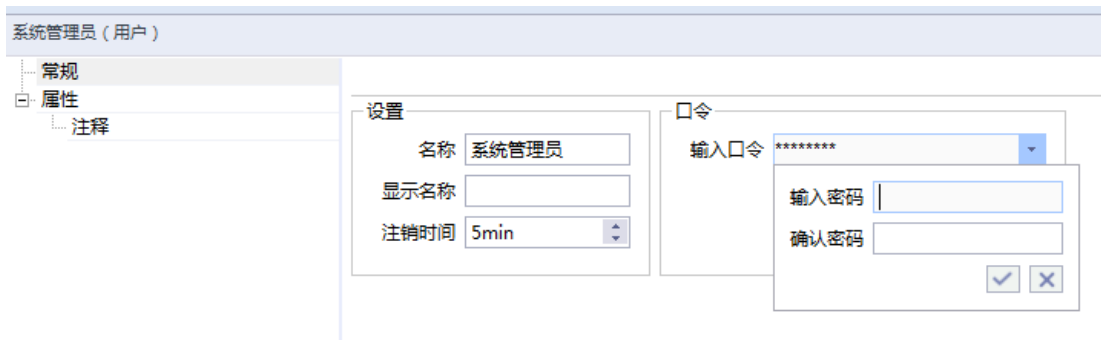 系统管理员（用户）
常规
属性
注释
设置
名称 系统管理员
显示名称
注销时间 5min
口令
输入口令 ********
输入密码
确认密码